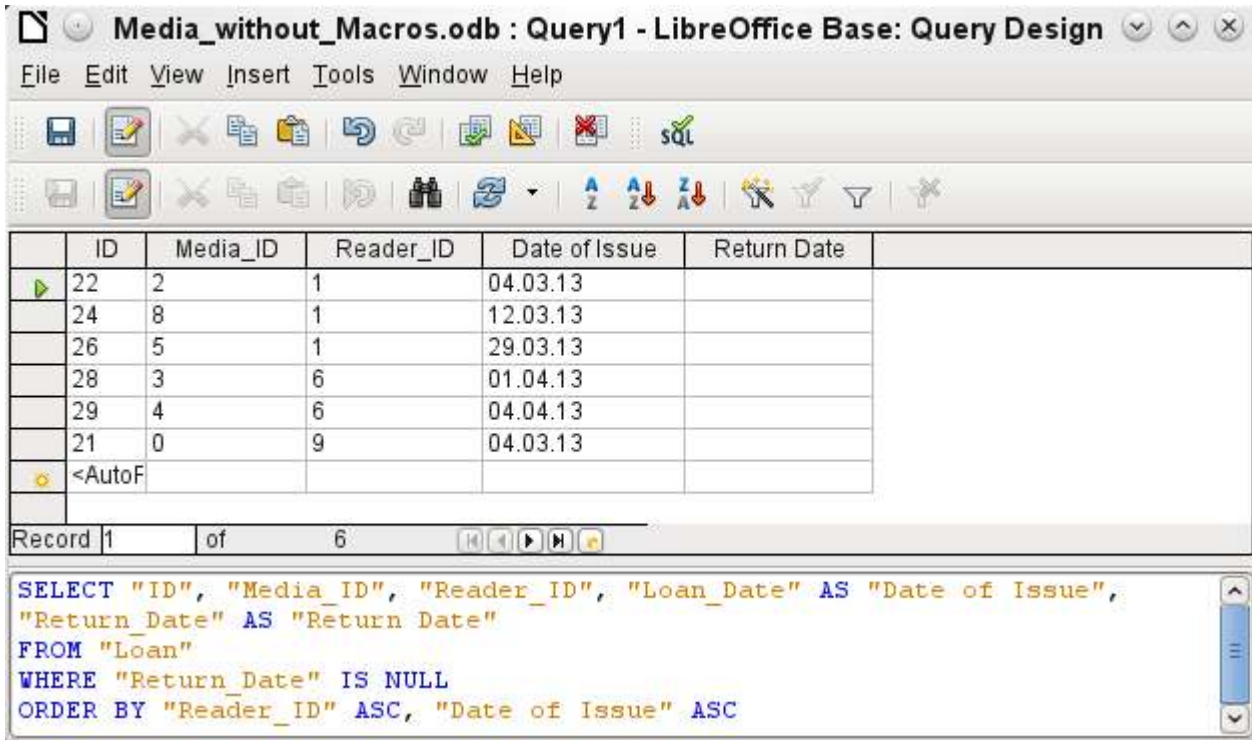 Media_without_Macros.odb : Query1 - LibreOffice Base: Query Design
File Edit View Insert Tools Window Help
SQL
A Z A Z Z A
ID Media_ID Reader_ID Date of Issue Return Date
22 2 1 04.03.13
24 8 1 12.03.13
26 5 1 29.03.13
28 3 6 01.04.13
29 4 6 04.04.13
21 0 9 04.03.13
<AutoF
Record 1 of 6
SELECT "ID", "Media_ID", "Reader_ID", "Loan_Date" AS "Date of Issue",
"Return_Date" AS "Return Date"
FROM "Loan"
WHERE "Return_Date" IS NULL
ORDER BY "Reader_ID" ASC, "Date of Issue" ASC